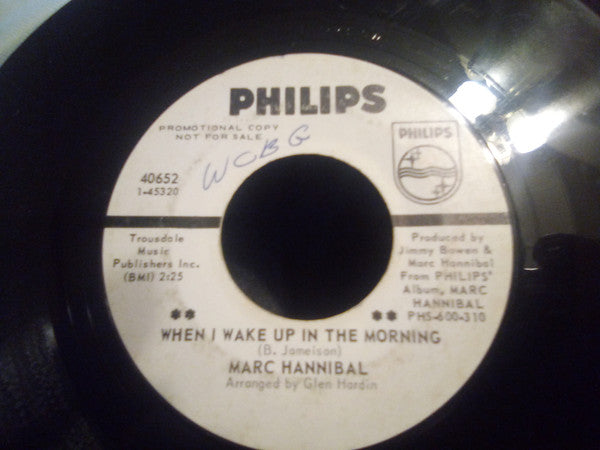 PHILIPS
PROMOTIONAL COPY
NOT FOR SALE
WCBG
PHILIPS
40652
1-45320
Trousdale
Music
Publishers Inc.
(BMI) 2:25
Produced by
Jimmy Bowen &
Marc Hannibal
From PHILIPS'
Album, MARC
HANNIBAL
PHS-600-310
** **
WHEN I WAKE UP IN THE MORNING
(B. Jameison)
MARC HANNIBAL
Arranged by Glen Hardin